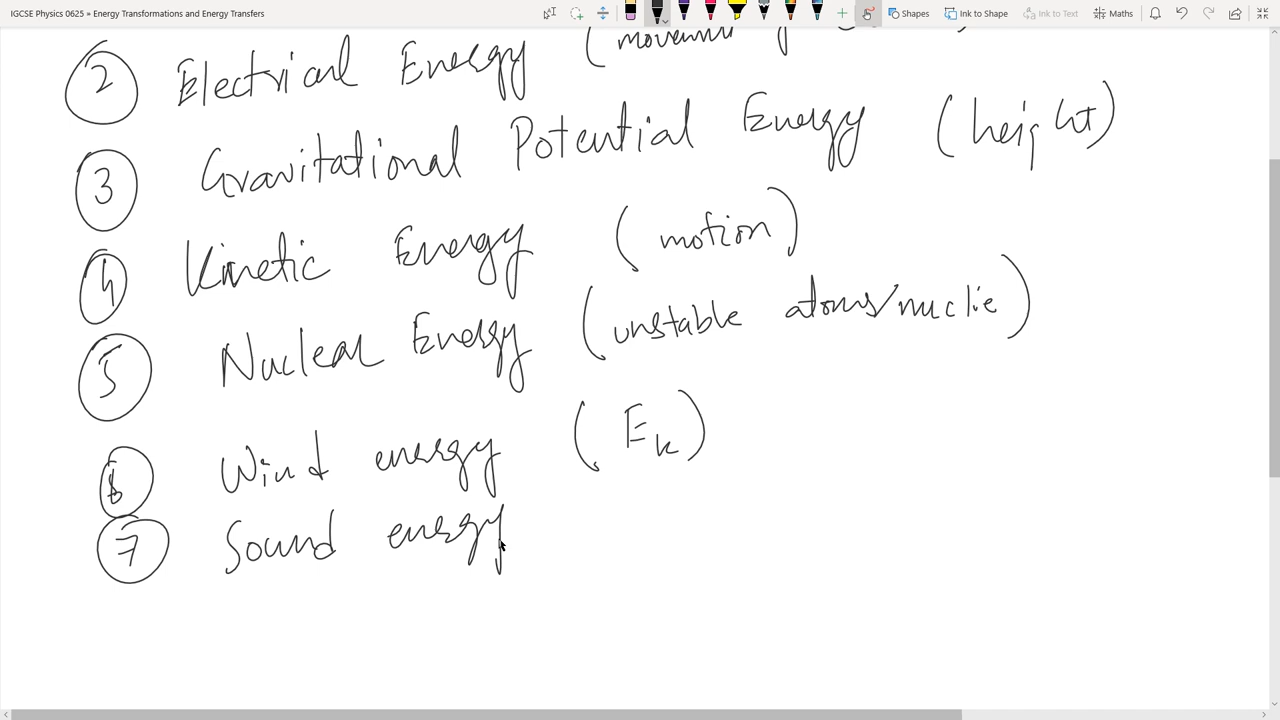 IGCSE Physics 0625 • Energy Transformations and Energy Transfers
Shapes Ink to Shape Ink to Text Maths
2 Electrical Energy (
3 Gravitational Potential Energy (height)
4 Kinetic Energy (motion)
5 Nuclear Energy (unstable atoms/nuclie)
6 Wind energy (Ek)
7 Sound energy